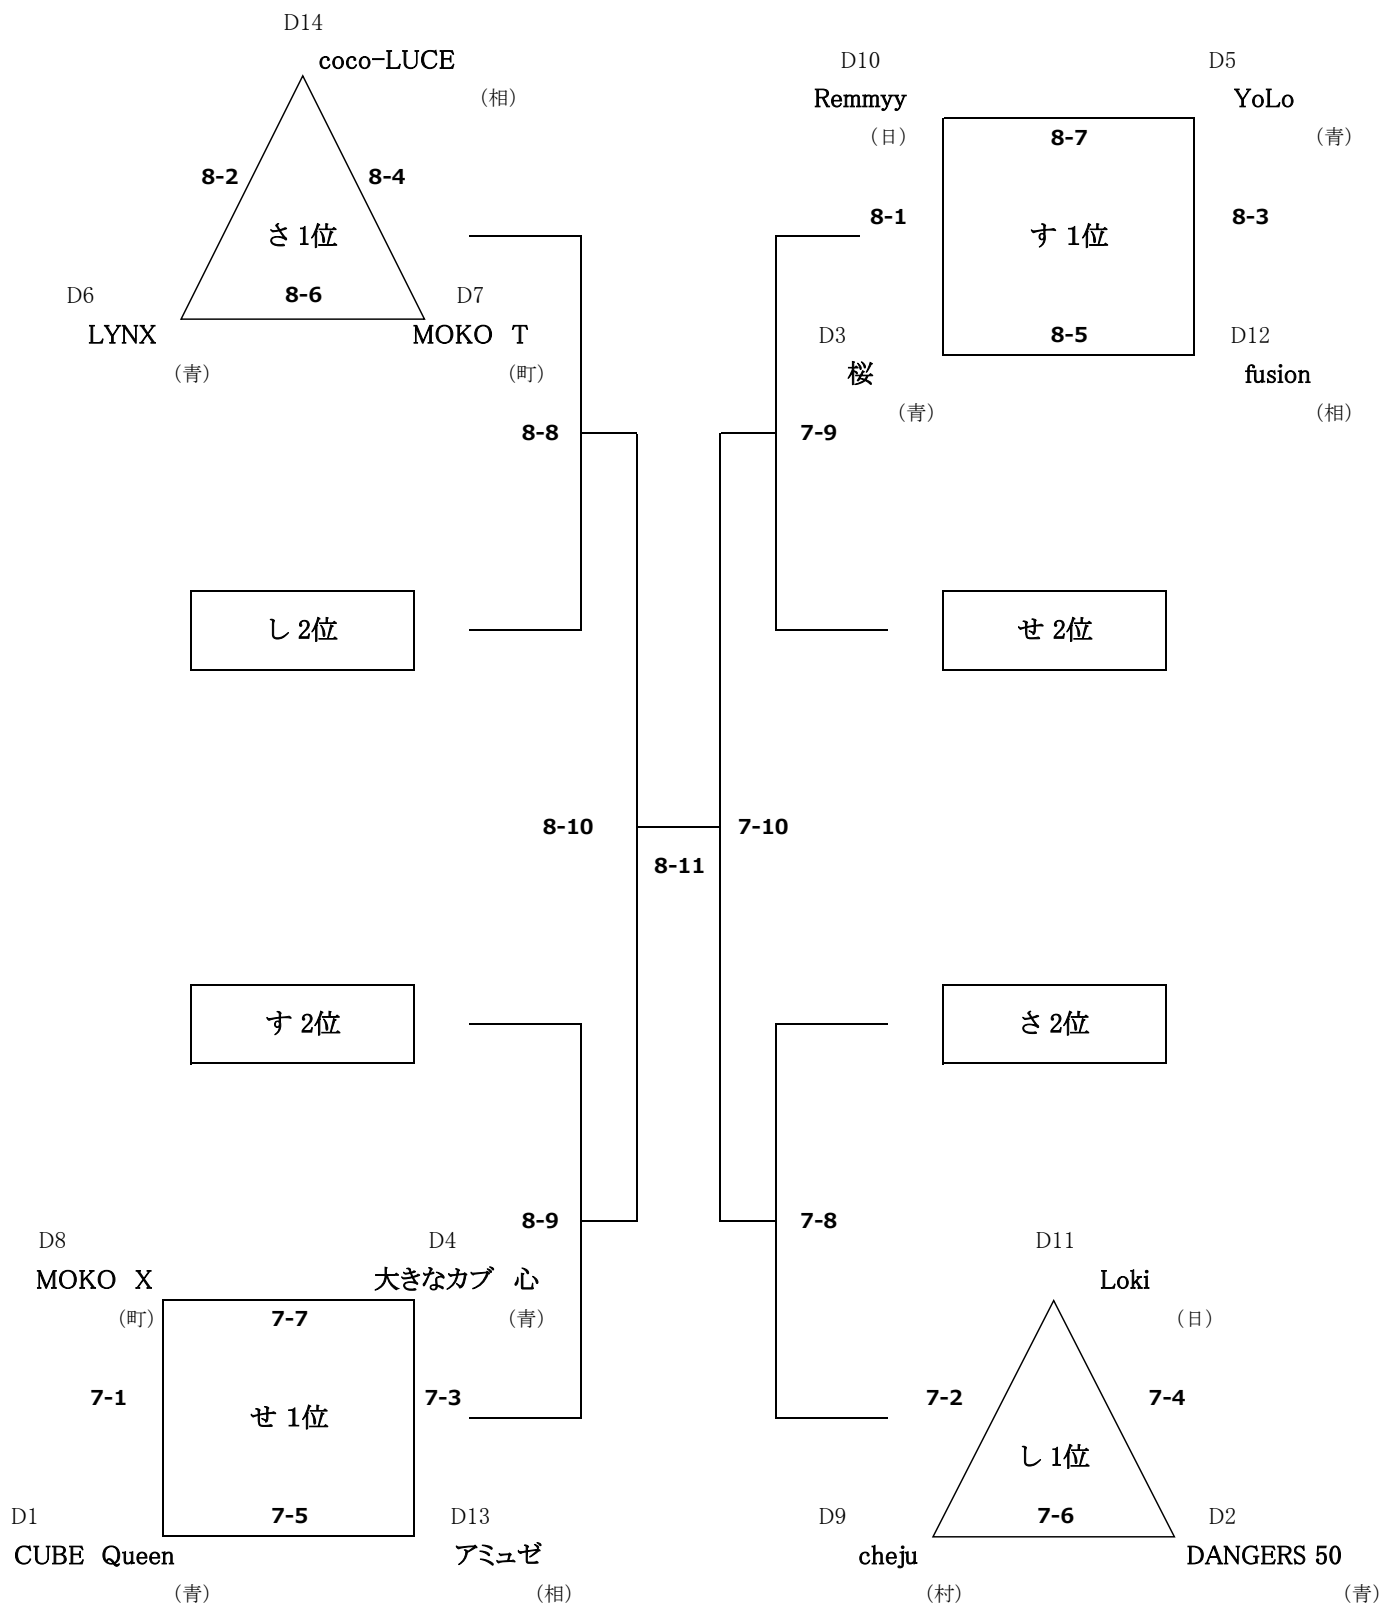 D14
coco-LUCE
（相）
8-2
8-4
さ 1位
8-6
D6
LYNX
（青）
D7
MOKO　T
（町）
D10
Remmyy
（日）
D5
YoLo
（青）
8-7
8-1
8-3
す 1位
8-5
D3
桜
（青）
D12
fusion
（相）
8-8
7-9
し 2位
せ 2位
8-10
7-10
8-11
す 2位
さ 2位
8-9
7-8
D8
MOKO　X
（町）
D4
大きなカブ　心
（青）
7-7
7-1
7-3
せ 1位
7-5
D1
CUBE　Queen
（青）
D13
アミュゼ
（相）
D11
Loki
（日）
7-2
7-4
し 1位
7-6
D9
cheju
（村）
D2
DANGERS 50
（青）